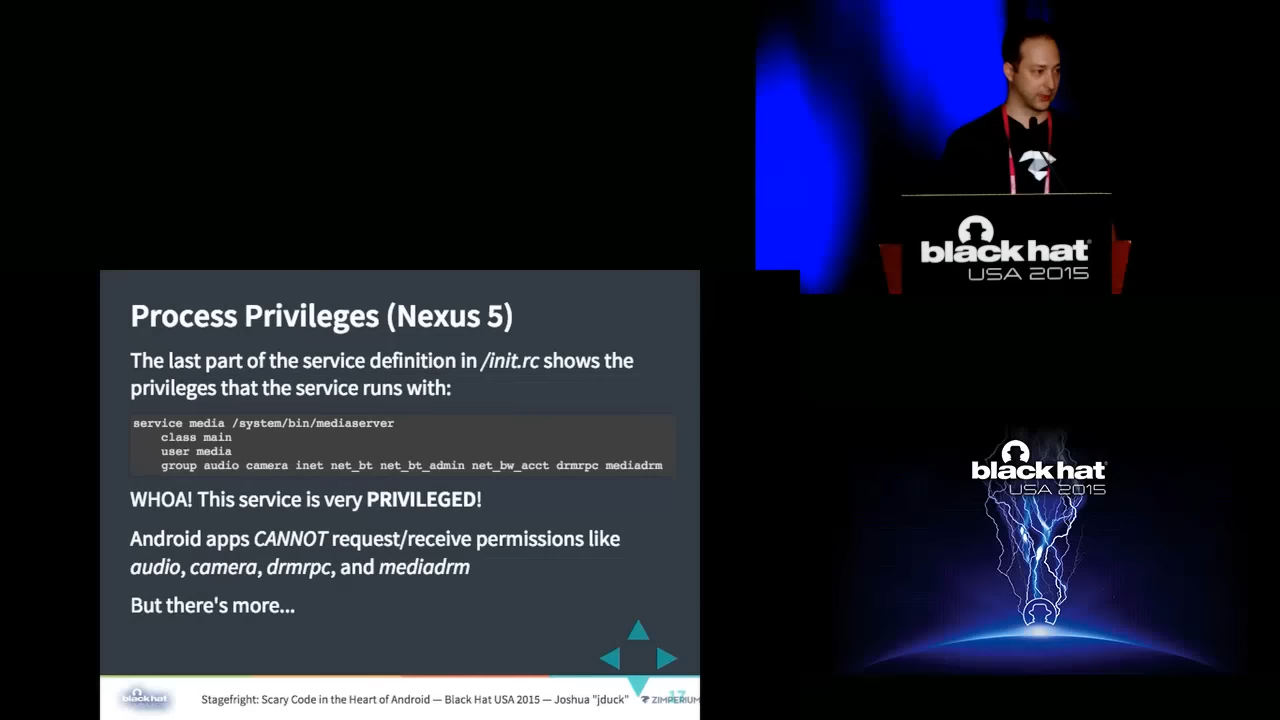 black hat
USA 2015
Process Privileges (Nexus 5)
The last part of the service definition in /init.rc shows the
privileges that the service runs with:
service media /system/bin/mediaserver
class main
user media
group audio camera inet net_bt net_bt_admin net_bw_acct drmrpc mediadrm
WHOA! This service is very PRIVILEGED!
Android apps CANNOT request/receive permissions like
audio, camera, drmrpc, and mediadrm
But there's more...
black hat
USA 2015
black hat
Stagefright: Scary Code in the Heart of Android — Black Hat USA 2015 — Joshua "jduck"
17
ZIMPERIUM